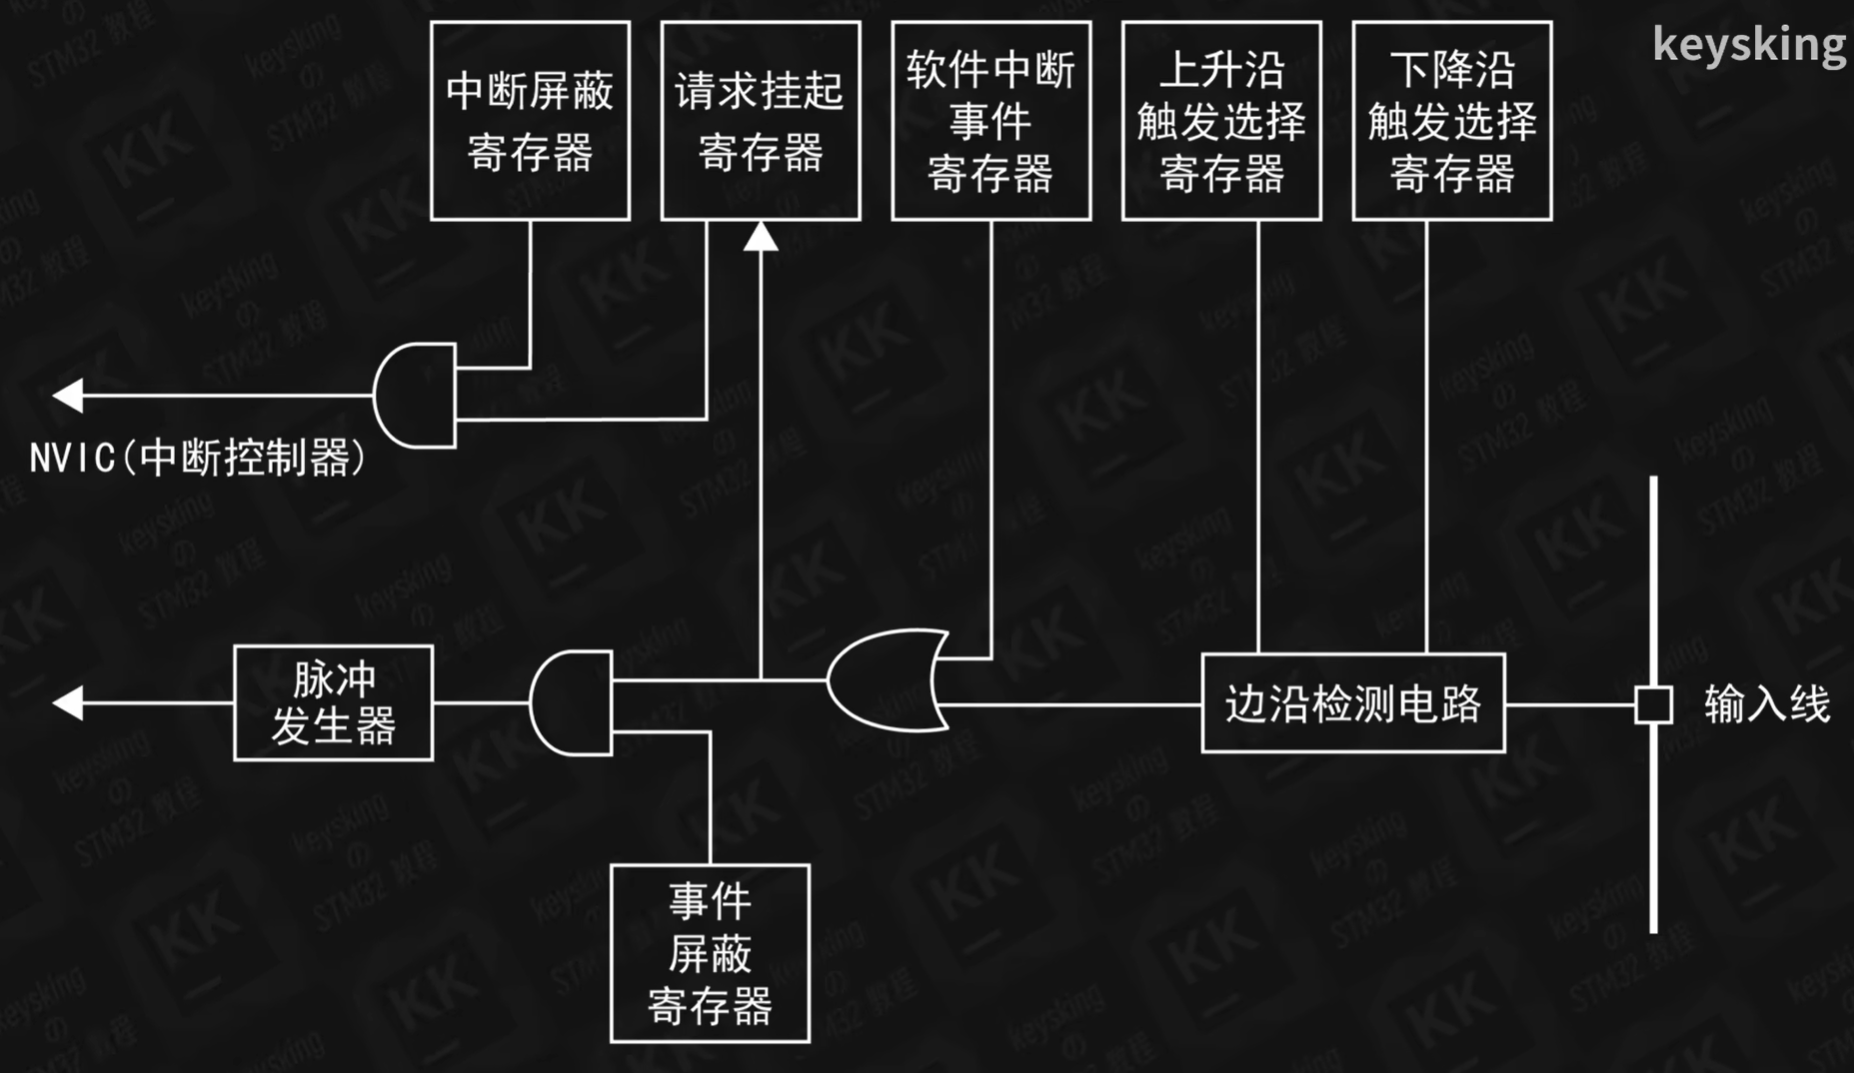 keysking
中断屏蔽
寄存器
请求挂起
寄存器
软件中断
事件
寄存器
上升沿
触发选择
寄存器
下降沿
触发选择
寄存器
NVIC(中断控制器)
脉冲
发生器
边沿检测电路
输入线
事件
屏蔽
寄存器